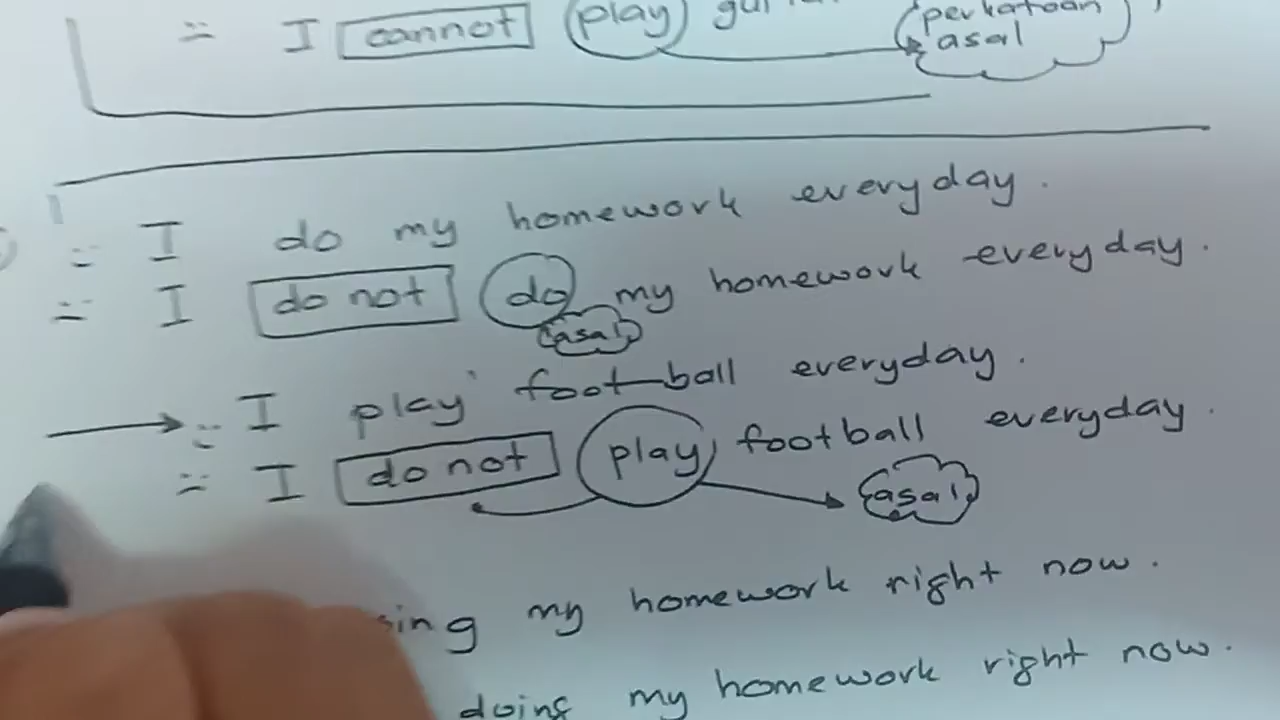 = I cannot play
perkataan
asal
= I do my homework everyday.
= I do not do my homework everyday.
asal
= I play football everyday.
= I do not play football everyday.
asal
my homework right now.
doing my homework right now.